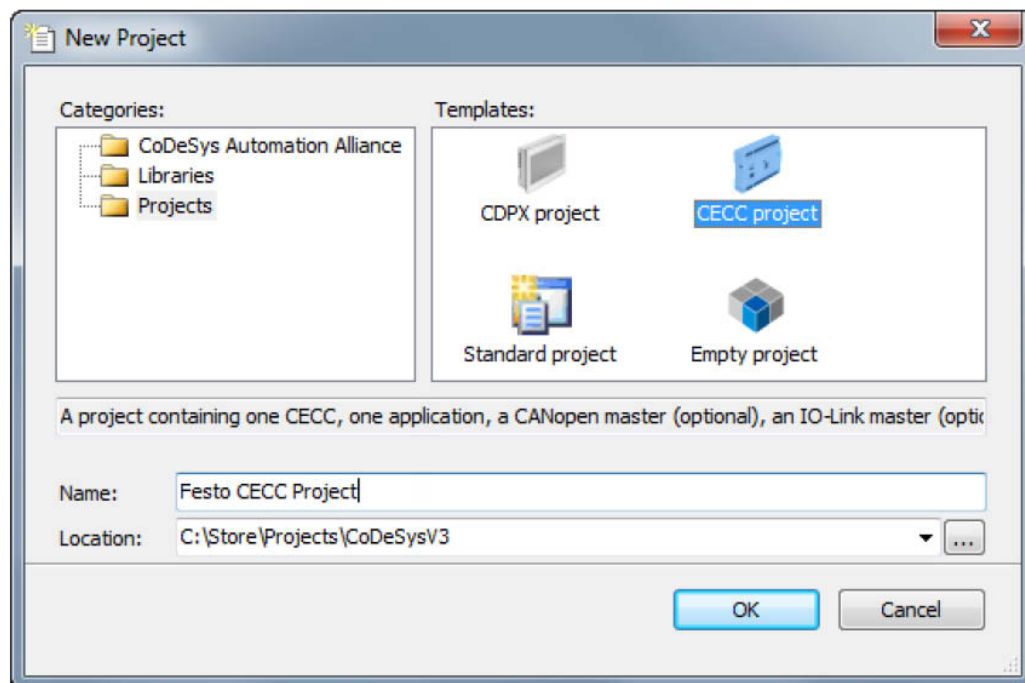 New Project
Categories:
CoDeSys Automation Alliance
Libraries
Projects
Templates:
CDPX project
CECC project
Standard project
Empty project
A project containing one CECC, one application, a CANopen master (optional), an IO-Link master (optic
Name:
Festo CECC Project
Location:
C:\Store\Projects\CoDeSysV3
...
OK
Cancel